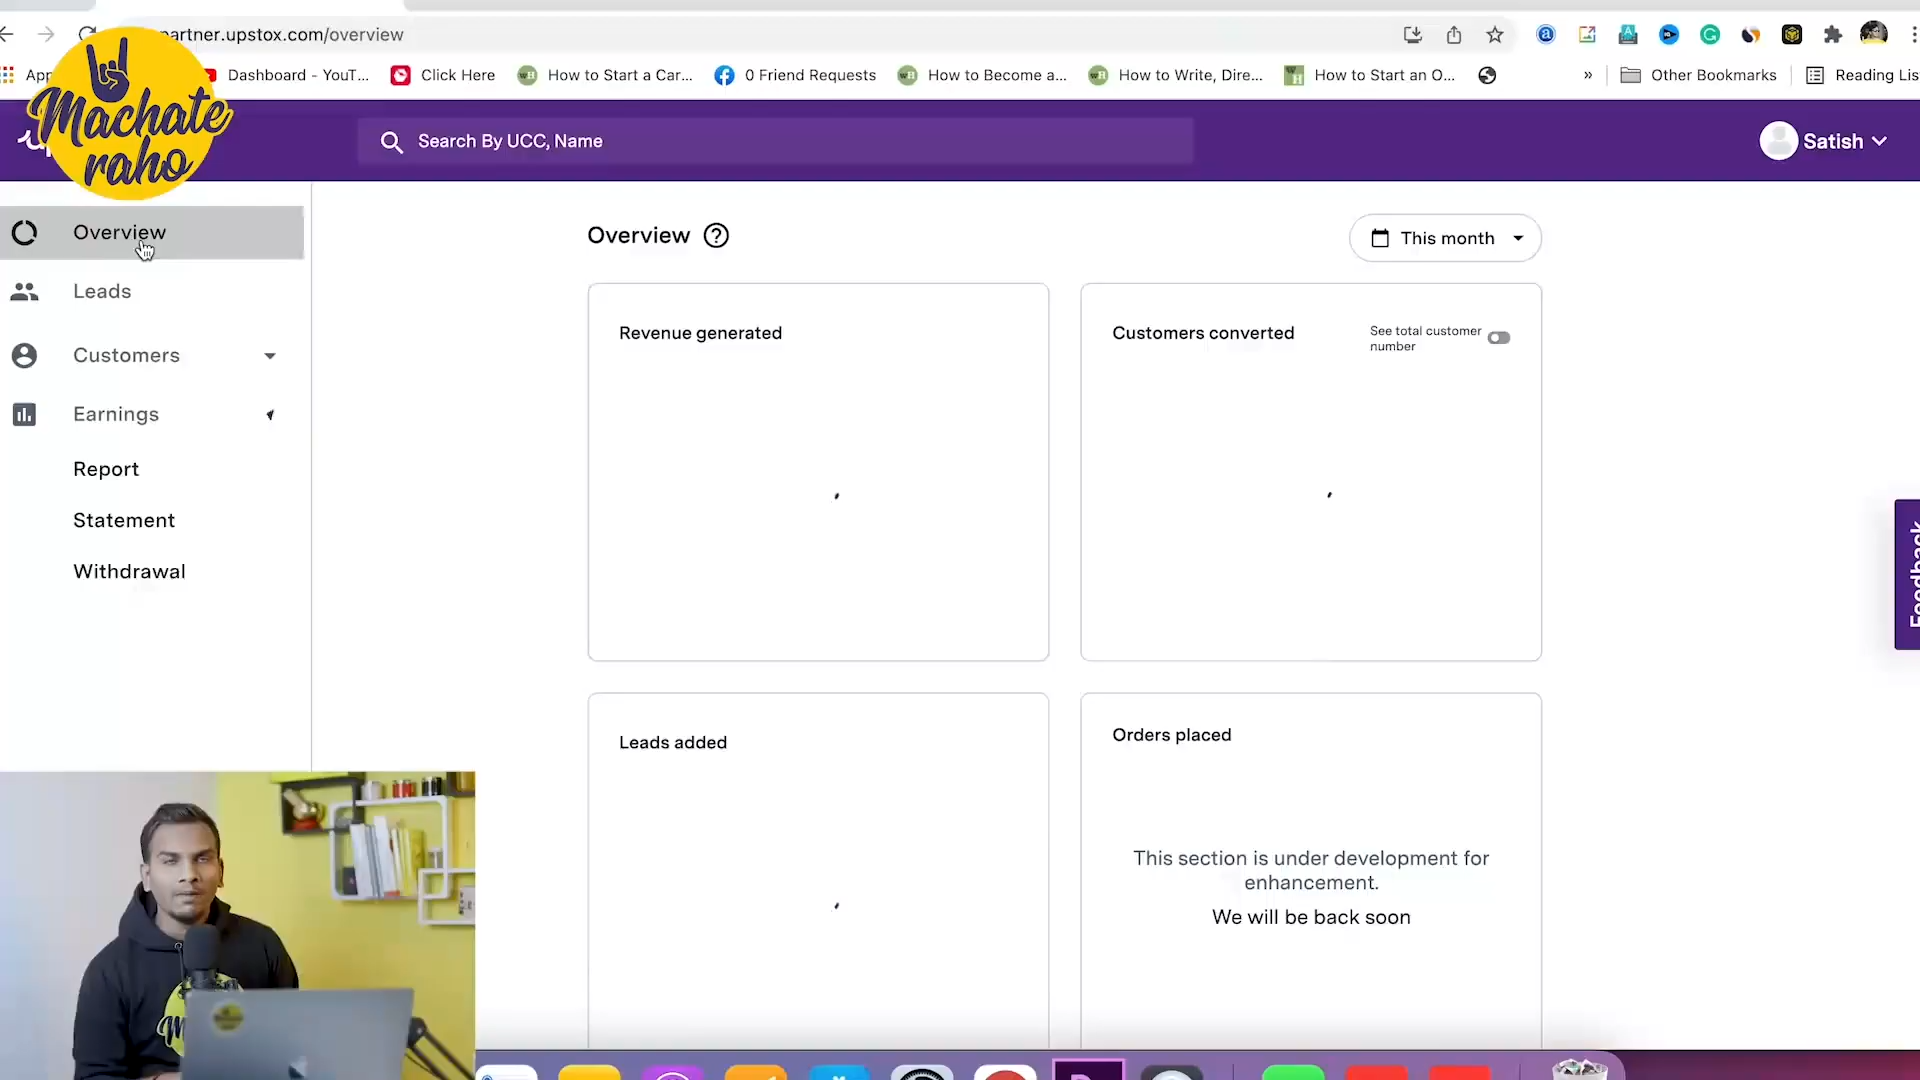 partner.upstox.com/overview
Dashboard - YouT...
Click Here
How to Start a Car...
0 Friend Requests
How to Become a...
How to Write, Dire...
How to Start an O...
»
Other Bookmarks
Reading Lis
Machate
raho
Search By UCC, Name
Satish
Overview
Leads
Customers
Earnings
Report
Statement
Withdrawal
Overview
This month
Revenue generated
Customers converted
See total customer
number
Leads added
Orders placed
This section is under development for
enhancement.
We will be back soon
Feedback